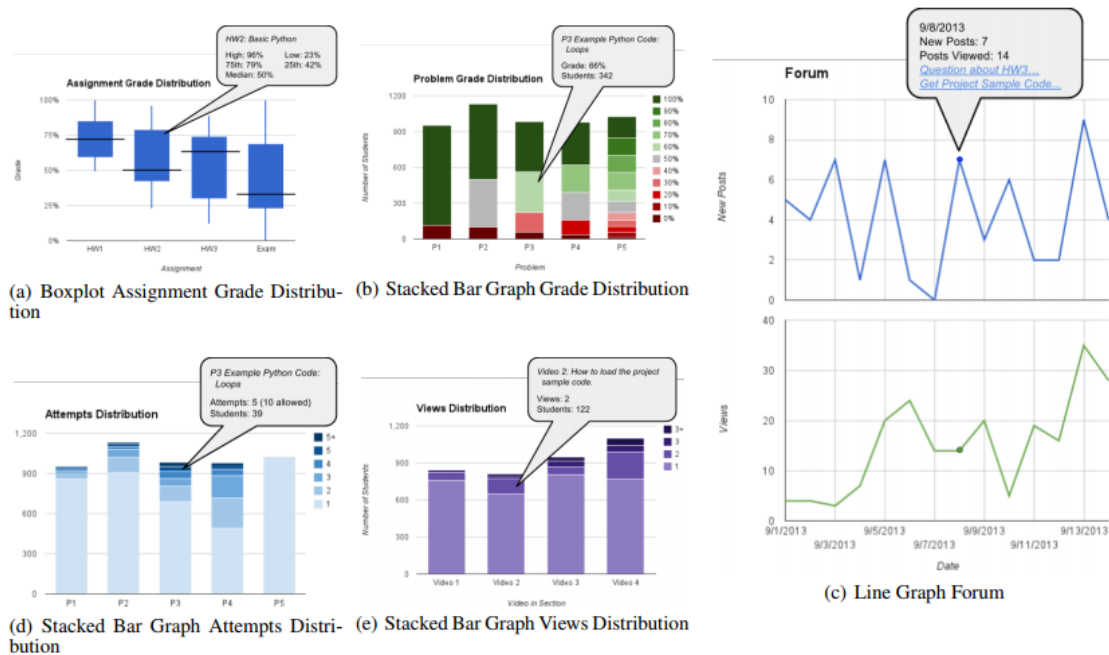 HW2: Basic Python
High: 96% Low: 23%
75th: 79% 25th: 42%
Median: 50%
Assignment Grade Distribution
100%
75%
50%
25%
0%
Grade
HW1 HW2 HW3 Exam
Assignment
(a) Boxplot Assignment Grade Distribu-
tion
P3 Example Python Code:
Loops
Grade: 66%
Students: 342
Problem Grade Distribution
1200
900
600
300
0
Number of Students
100%
90%
80%
70%
60%
50%
40%
30%
20%
10%
0%
P1 P2 P3 P4 P5
Problem
(b) Stacked Bar Graph Grade Distribution
9/8/2013
New Posts: 7
Posts Viewed: 14
Question about HW3...
Get Project Sample Code...
Forum
10
8
6
4
2
0
New Posts
40
30
20
10
0
Views
9/1/2013 9/5/2013 9/9/2013 9/13/2013
9/3/2013 9/7/2013 9/11/2013
Date
(c) Line Graph Forum
P3 Example Python Code:
Loops
Attempts: 5 (10 allowed)
Students: 39
Attempts Distribution
1,200
900
600
300
0
5+
5
4
3
2
1
P1 P2 P3 P4 P5
(d) Stacked Bar Graph Attempts Distri-
bution
Video 2: How to load the project
sample code.
Views: 2
Students: 122
Views Distribution
1,200
900
600
300
0
Number of Students
3+
3
2
1
Video 1 Video 2 Video 3 Video 4
Video in Section
(e) Stacked Bar Graph Views Distribution